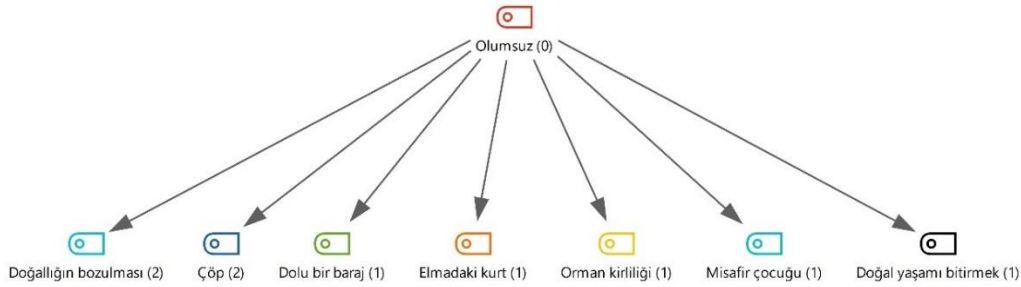 Olumsuz (0)
Doğallığın bozulması (2)
Çöp (2)
Dolu bir baraj (1)
Elmadaki kurt (1)
Orman kirliliği (1)
Misafir çocuğu (1)
Doğal yaşamı bitirmek (1)